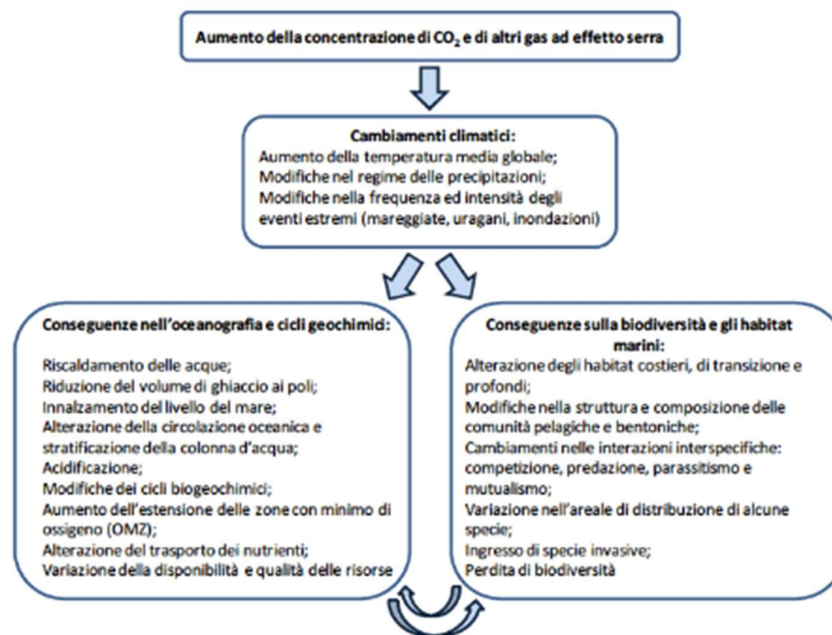 Aumento della concentrazione di CO₂ e di altri gas ad effetto serra
Cambiamenti climatici:
Aumento della temperatura media globale;
Modifiche nel regime delle precipitazioni;
Modifiche nella frequenza ed intensità degli
eventi estremi (mareggiate, uragani, inondazioni)
Conseguenze nell'oceanografia e cicli geochimici:
Riscaldamento delle acque;
Riduzione del volume di ghiaccio ai poli;
Innalzamento del livello del mare;
Alterazione della circolazione oceanica e
stratificazione della colonna d'acqua;
Acidificazione;
Modifiche dei cicli biogeochimici;
Aumento dell'estensione delle zone con minimo di
ossigeno (OMZ);
Alterazione del trasporto dei nutrienti;
Variazione della disponibilità e qualità delle risorse
Conseguenze sulla biodiversità e gli habitat
marini:
Alterazione degli habitat costieri, di transizione e
profondi;
Modifiche nella struttura e composizione delle
comunità pelagiche e bentoniche;
Cambiamenti nelle interazioni interspecifiche:
competizione, predazione, parassitismo e
mutualismo;
Variazione nell'areale di distribuzione di alcune
specie;
Ingresso di specie invasive;
Perdita di biodiversità